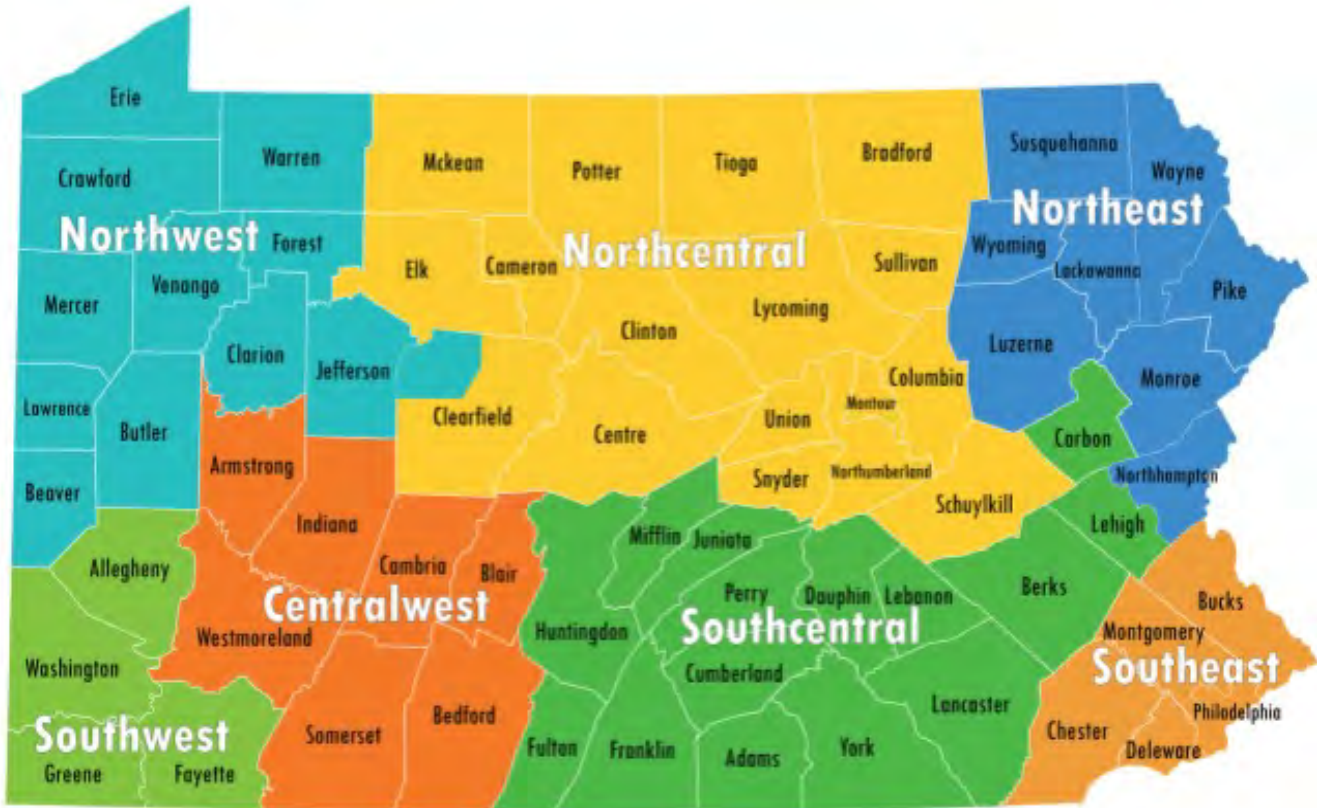 Erie
Warren
Mckean
Potter
Tioga
Bradford
Susquehanna
Wayne
Crawford
Northwest
Forest
Northcentral
Northeast
Elk
Cameron
Sullivan
Wyoming
Lackawanna
Pike
Venango
Mercer
Lycoming
Clinton
Luzerne
Clarion
Jefferson
Columbia
Monroe
Lawrence
Montour
Butler
Clearfield
Centre
Union
Carbon
Armstrong
Northumberland
Northhampton
Beaver
Snyder
Schuylkill
Indiana
Lehigh
Mifflin
Juniata
Allegheny
Cambria
Blair
Perry
Dauphin
Lebanon
Berks
Bucks
Centralwest
Southcentral
Westmoreland
Huntingdon
Montgomery
Washington
Cumberland
Southeast
Lancaster
Bedford
Philodelphia
Somerset
Chester
Southwest
Fulton
Franklin
Adams
York
Deleware
Greene
Fayette